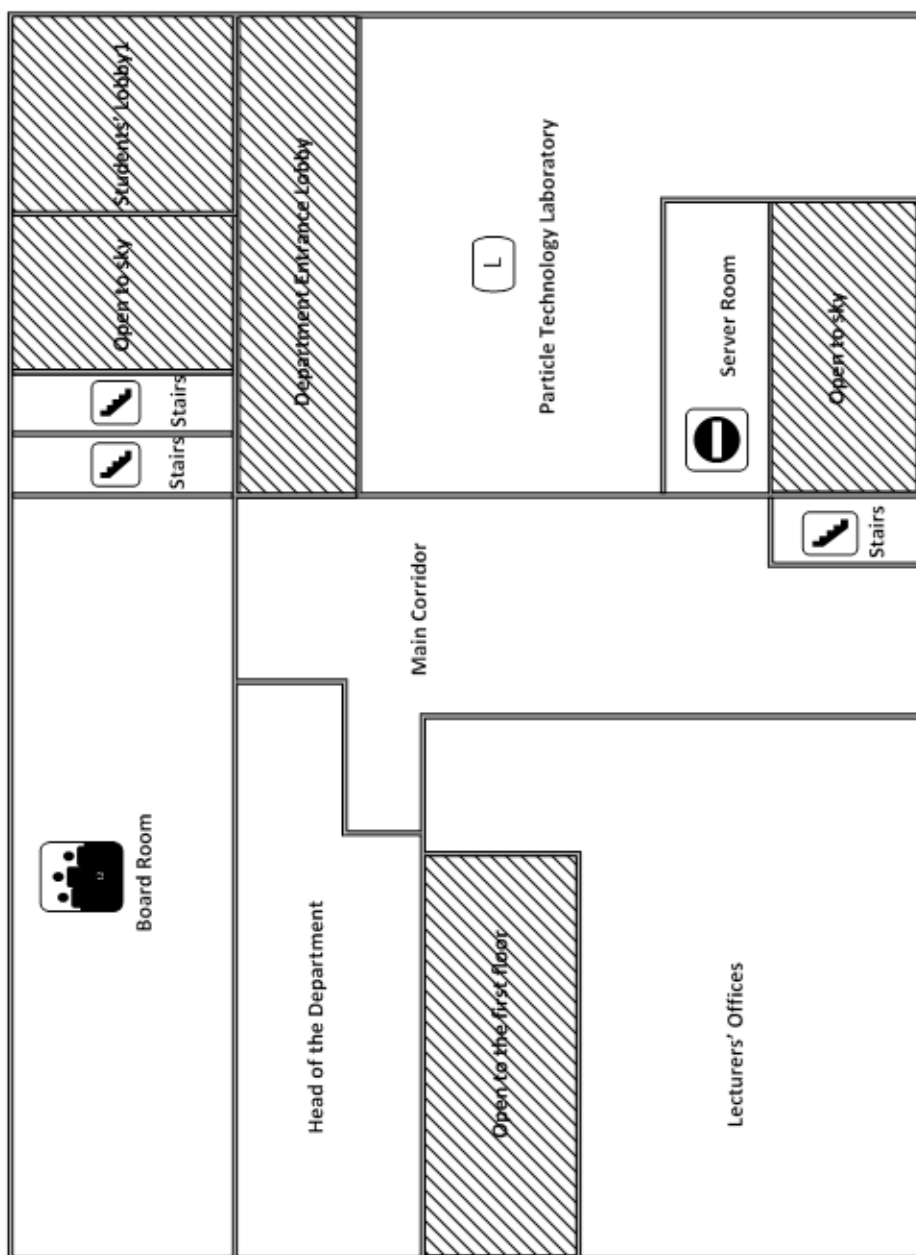 Students' Lobby1
Open to sky
Stairs
Stairs
Board Room
Department Entrance Lobby
Main Corridor
Head of the Department
L
Particle Technology Laboratory
Open to the first floor
Server Room
Open to sky
Stairs
Lecturers' Offices